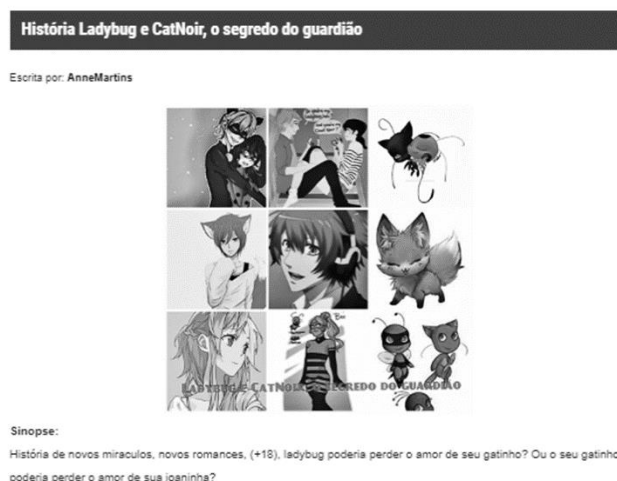 História Ladybug e CatNoir, o segredo do guardião
Escrita por: AnneMartins
LADYBUG E CATNOIR, O SEGREDO DO GUARDIÃO
Sinopse:
História de novos miraculos, novos romances, (+18), ladybug poderia perder o amor de seu gatinho? Ou o seu gatinho
poderia perder o amor de sua joaninha?